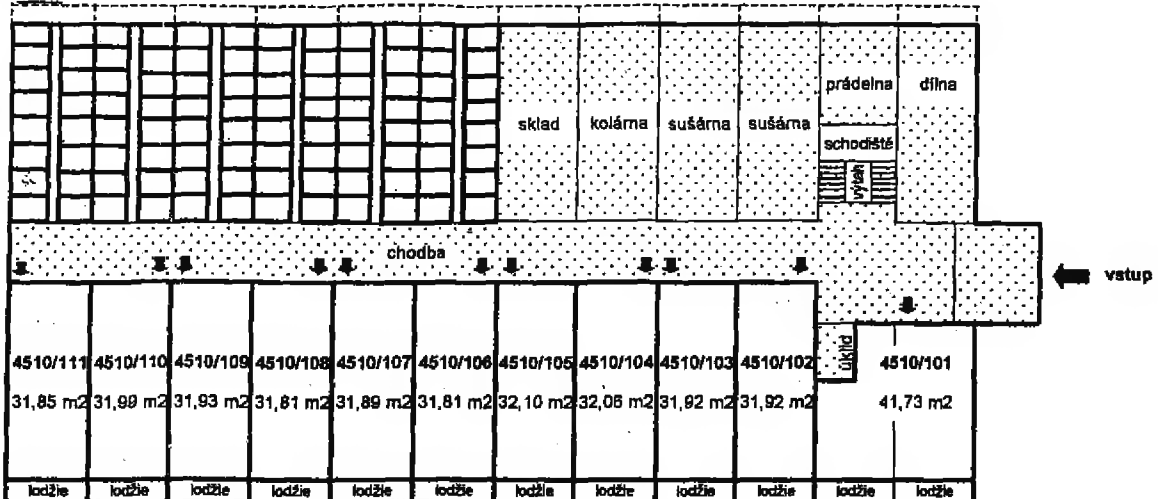 prádelna
dílna
sklad
kolárna
sušárna
sušárna
schodiště
výtah
chodba
vstup
úklid
4510/111
4510/110
4510/109
4510/108
4510/107
4510/106
4510/105
4510/104
4510/103
4510/102
4510/101
31,85 m2
31,99 m2
31,93 m2
31,81 m2
31,89 m2
31,81 m2
32,10 m2
32,06 m2
31,92 m2
31,92 m2
41,73 m2
lodžie
lodžie
lodžie
lodžie
lodžie
lodžie
lodžie
lodžie
lodžie
lodžie
lodžie
lodžie